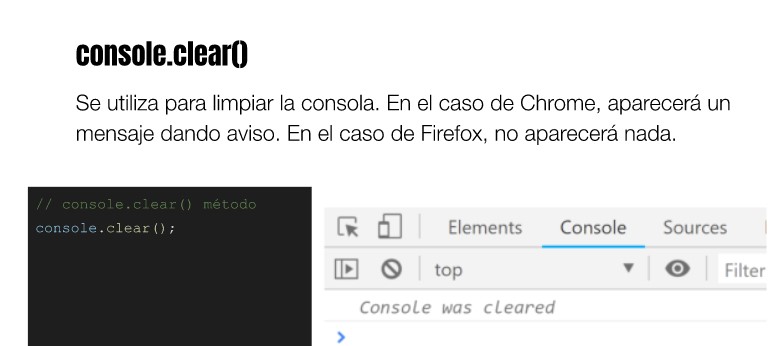 console.clear()
Se utiliza para limpiar la consola. En el caso de Chrome, aparecerá un
mensaje dando aviso. En el caso de Firefox, no aparecerá nada.
// console.clear() método
console.clear();
Elements Console Sources
top Filter
Console was cleared